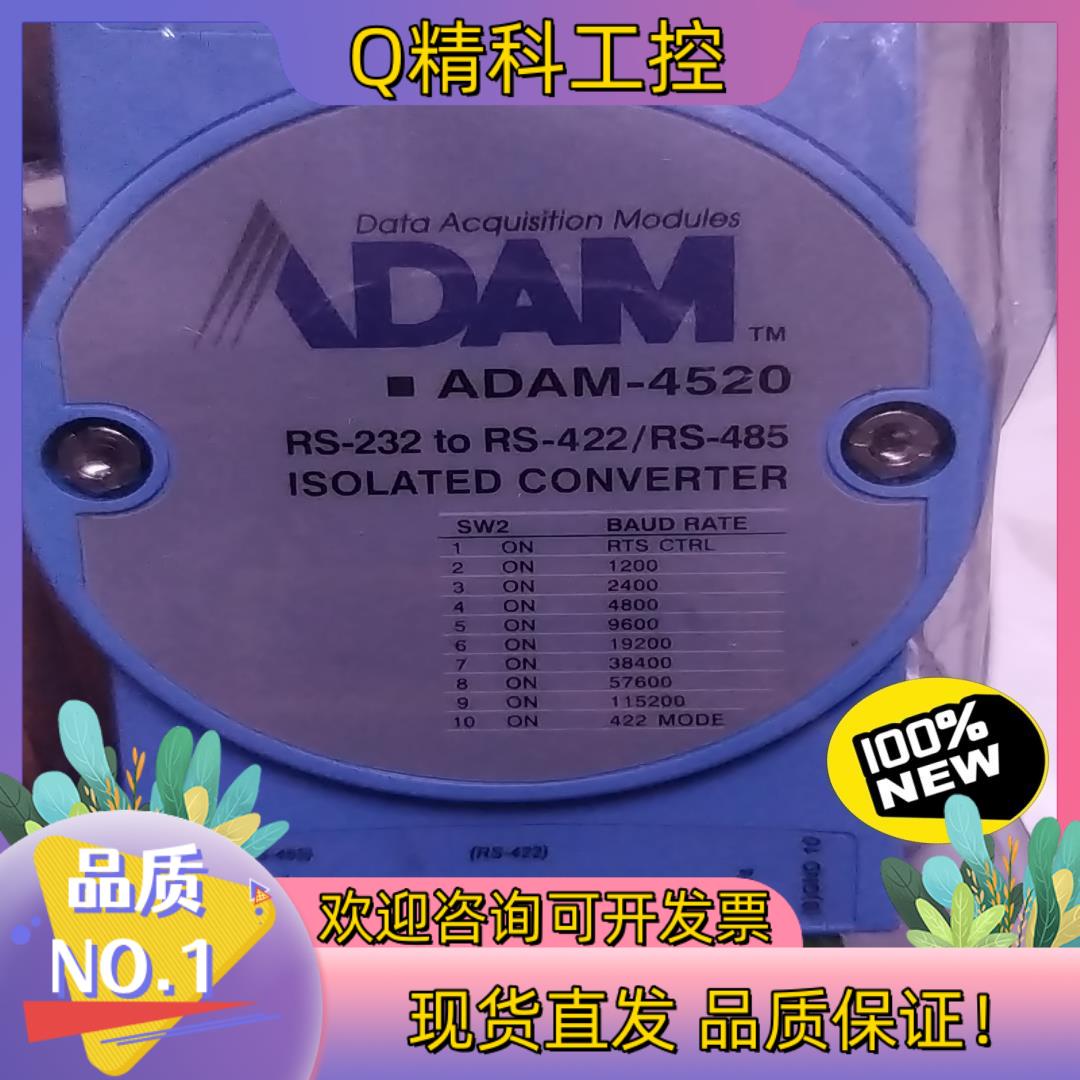 Q精科工控
Data Acquisition Modules
ADAM TM
■ ADAM-4520
RS-232 to RS-422/RS-485
ISOLATED CONVERTER
SW2 BAUD RATE
1 ON RTS CTRL
2 ON 1200
3 ON 2400
4 ON 4800
5 ON 9600
6 ON 19200
7 ON 38400
8 ON 57600
9 ON 115200
10 ON 422 MODE
100%
NEW
(RS-422)
品质
NO.1
欢迎咨询可开发票
现货直发 品质保证!